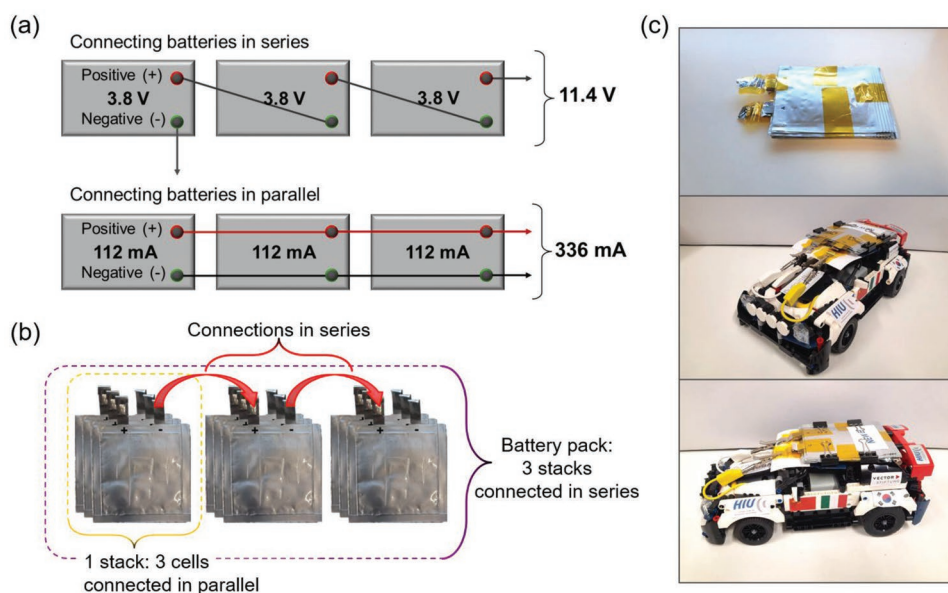 (a)
Connecting batteries in series
Positive (+)
3.8 V
3.8 V
3.8 V
11.4 V
Negative (-)
Connecting batteries in parallel
Positive (+)
112 mA
112 mA
112 mA
336 mA
Negative (-)
(b)
Connections in series
+ -
+ -
+ -
Battery pack:
3 stacks
connected in series
1 stack: 3 cells
connected in parallel
(c)
HIU
HIU
VECTOR